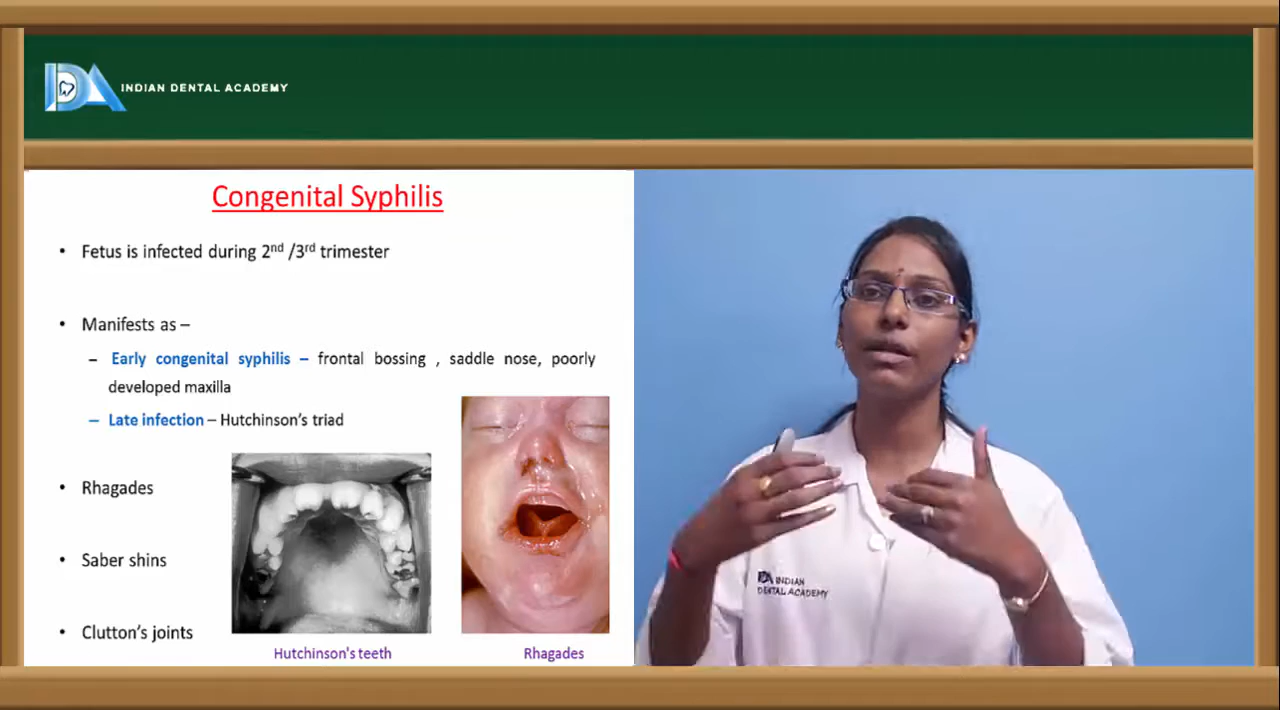 INDIAN DENTAL ACADEMY
Congenital Syphilis
• Fetus is infected during 2nd /3rd trimester
• Manifests as –
– Early congenital syphilis – frontal bossing , saddle nose, poorly
developed maxilla
– Late infection – Hutchinson's triad
• Rhagades
• Saber shins
• Clutton's joints
Hutchinson's teeth
Rhagades
INDIAN
DENTAL ACADEMY